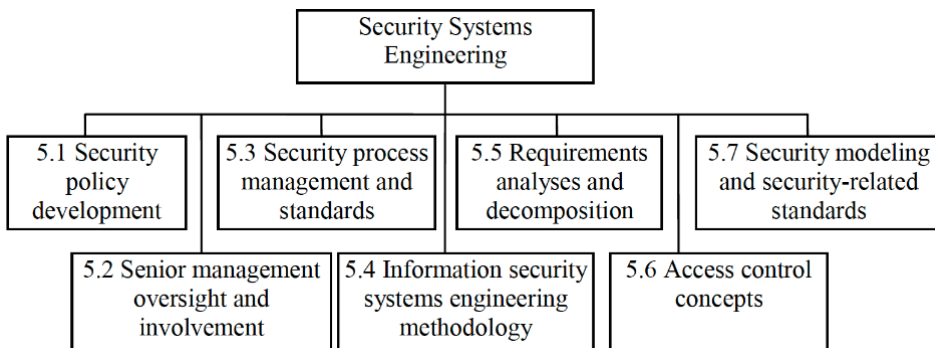 Security Systems
Engineering
5.1 Security
policy
development
5.3 Security process
management and
standards
5.5 Requirements
analyses and
decomposition
5.7 Security modeling
and security-related
standards
5.2 Senior management
oversight and
involvement
5.4 Information security
systems engineering
methodology
5.6 Access control
concepts